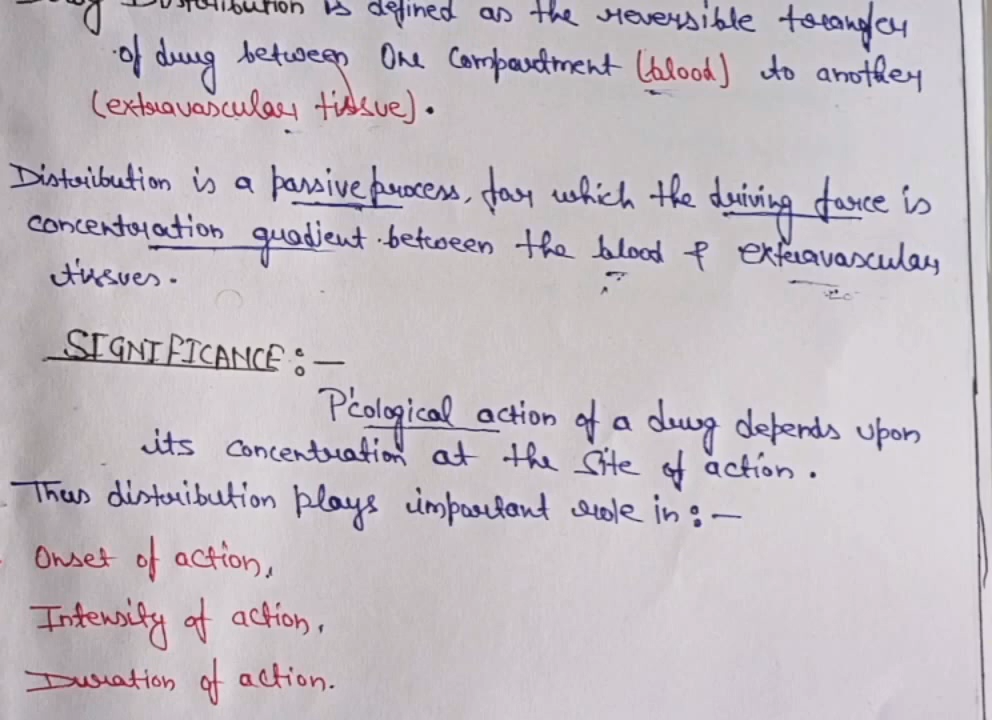 Distribution is defined as the reversible transfer
of drug between One Compartment (blood) to another
(extravascular tissue).
Distribution is a passive process, for which the driving force is
concentration gradient between the blood & extravascular
tissues.
SIGNIFICANCE:-
P'cological action of a drug depends upon
its concentration at the Site of action.
Thus distribution plays important role in:-
Onset of action,
Intensity of action,
Duration of action.